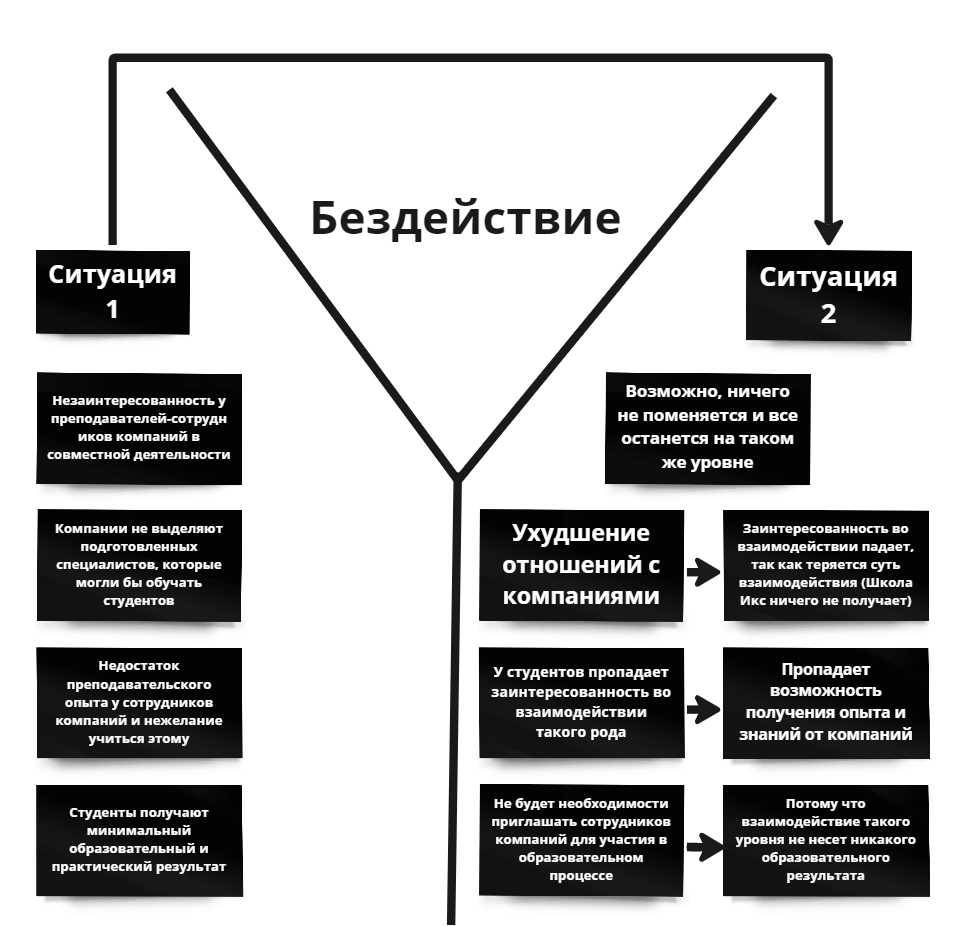 Бездействие
Ситуация
1
Ситуация
2
Незаинтересованность у
преподавателей-сотрудн
иков компаний в
совместной деятельности
Компании не выделяют
подготовленных
специалистов, которые
могли бы обучать
студентов
Недостаток
преподавательского
опыта у сотрудников
компаний и нежелание
учиться этому
Студенты получают
минимальный
образовательный и
практический результат
Возможно, ничего
не поменяется и все
останется на таком
же уровне
Ухудшение
отношений с
компаниями
Заинтересованность во
взаимодействии падает,
так как теряется суть
взаимодействия (Школа
Икс ничего не получает)
У студентов пропадает
заинтересованность во
взаимодействии
такого рода
Пропадает
возможность
получения опыта и
знаний от компаний
Не будет необходимости
приглашать сотрудников
компаний для участия в
образовательном
процессе
Потому что
взаимодействие такого
уровня не несет никакого
образовательного
результата